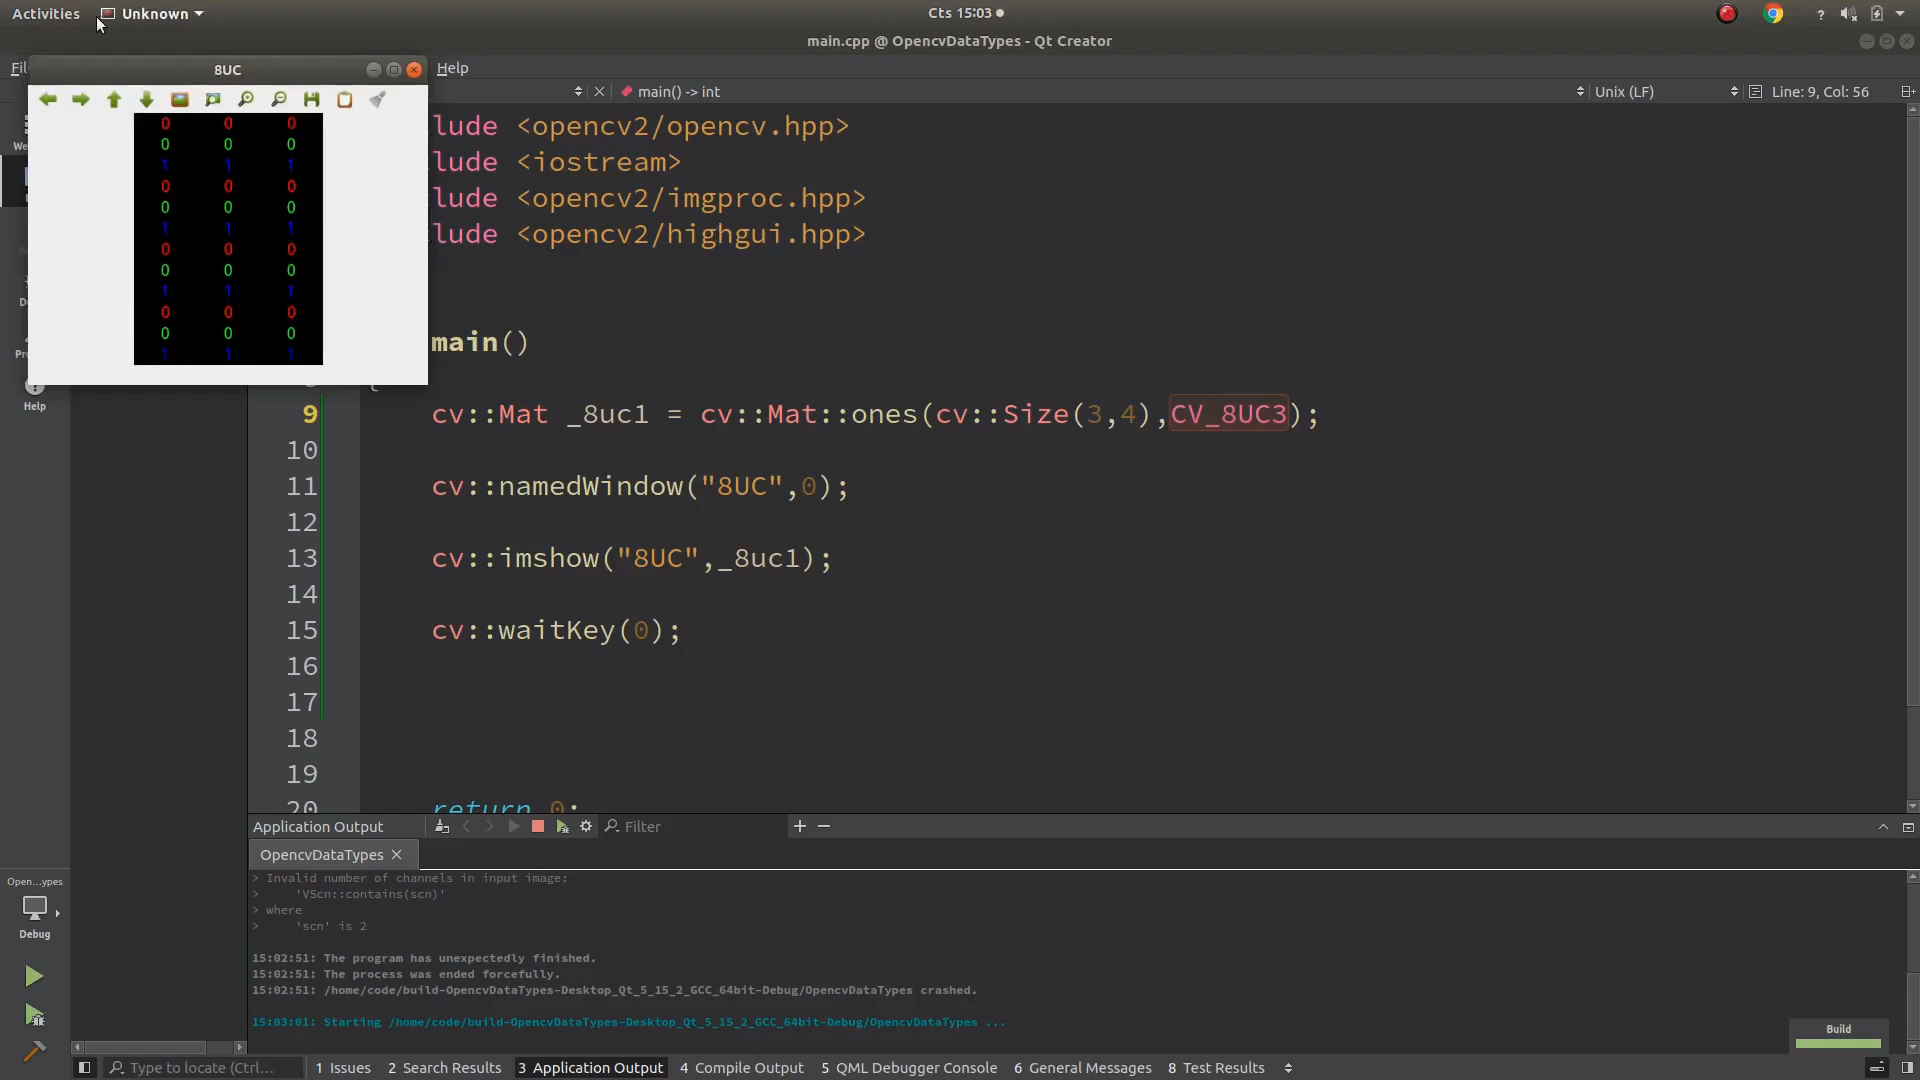 Activities
Unknown
Cts 15:03
main.cpp @ OpencvDataTypes - Qt Creator
8UC
Help
main() -> int
Unix (LF)
Line: 9, Col: 56
0 0 0
0 0 0
1 1 1
0 0 0
0 0 0
1 1 1
0 0 0
0 0 0
1 1 1
0 0 0
0 0 0
1 1 1
lude <opencv2/opencv.hpp>
lude <iostream>
lude <opencv2/imgproc.hpp>
lude <opencv2/highgui.hpp>
main()
9 cv::Mat _8uc1 = cv::Mat::ones(cv::Size(3,4),CV_8UC3);
10
11 cv::namedWindow("8UC",0);
12
13 cv::imshow("8UC",_8uc1);
14
15 cv::waitKey(0);
16
17
18
19
20 return 0;
Help
Application Output
Filter
OpencvDataTypes
> Invalid number of channels in input image:
> 'VScn::contains(scn)'
> where
> 'scn' is 2
15:02:51: The program has unexpectedly finished.
15:02:51: The process was ended forcefully.
15:02:51: /home/code/build-OpencvDataTypes-Desktop_Qt_5_15_2_GCC_64bit-Debug/OpencvDataTypes crashed.
15:03:01: Starting /home/code/build-OpencvDataTypes-Desktop_Qt_5_15_2_GCC_64bit-Debug/OpencvDataTypes ...
Open...ypes
Debug
Build
Type to locate (Ctrl...
1 Issues
2 Search Results
3 Application Output
4 Compile Output
5 QML Debugger Console
6 General Messages
8 Test Results